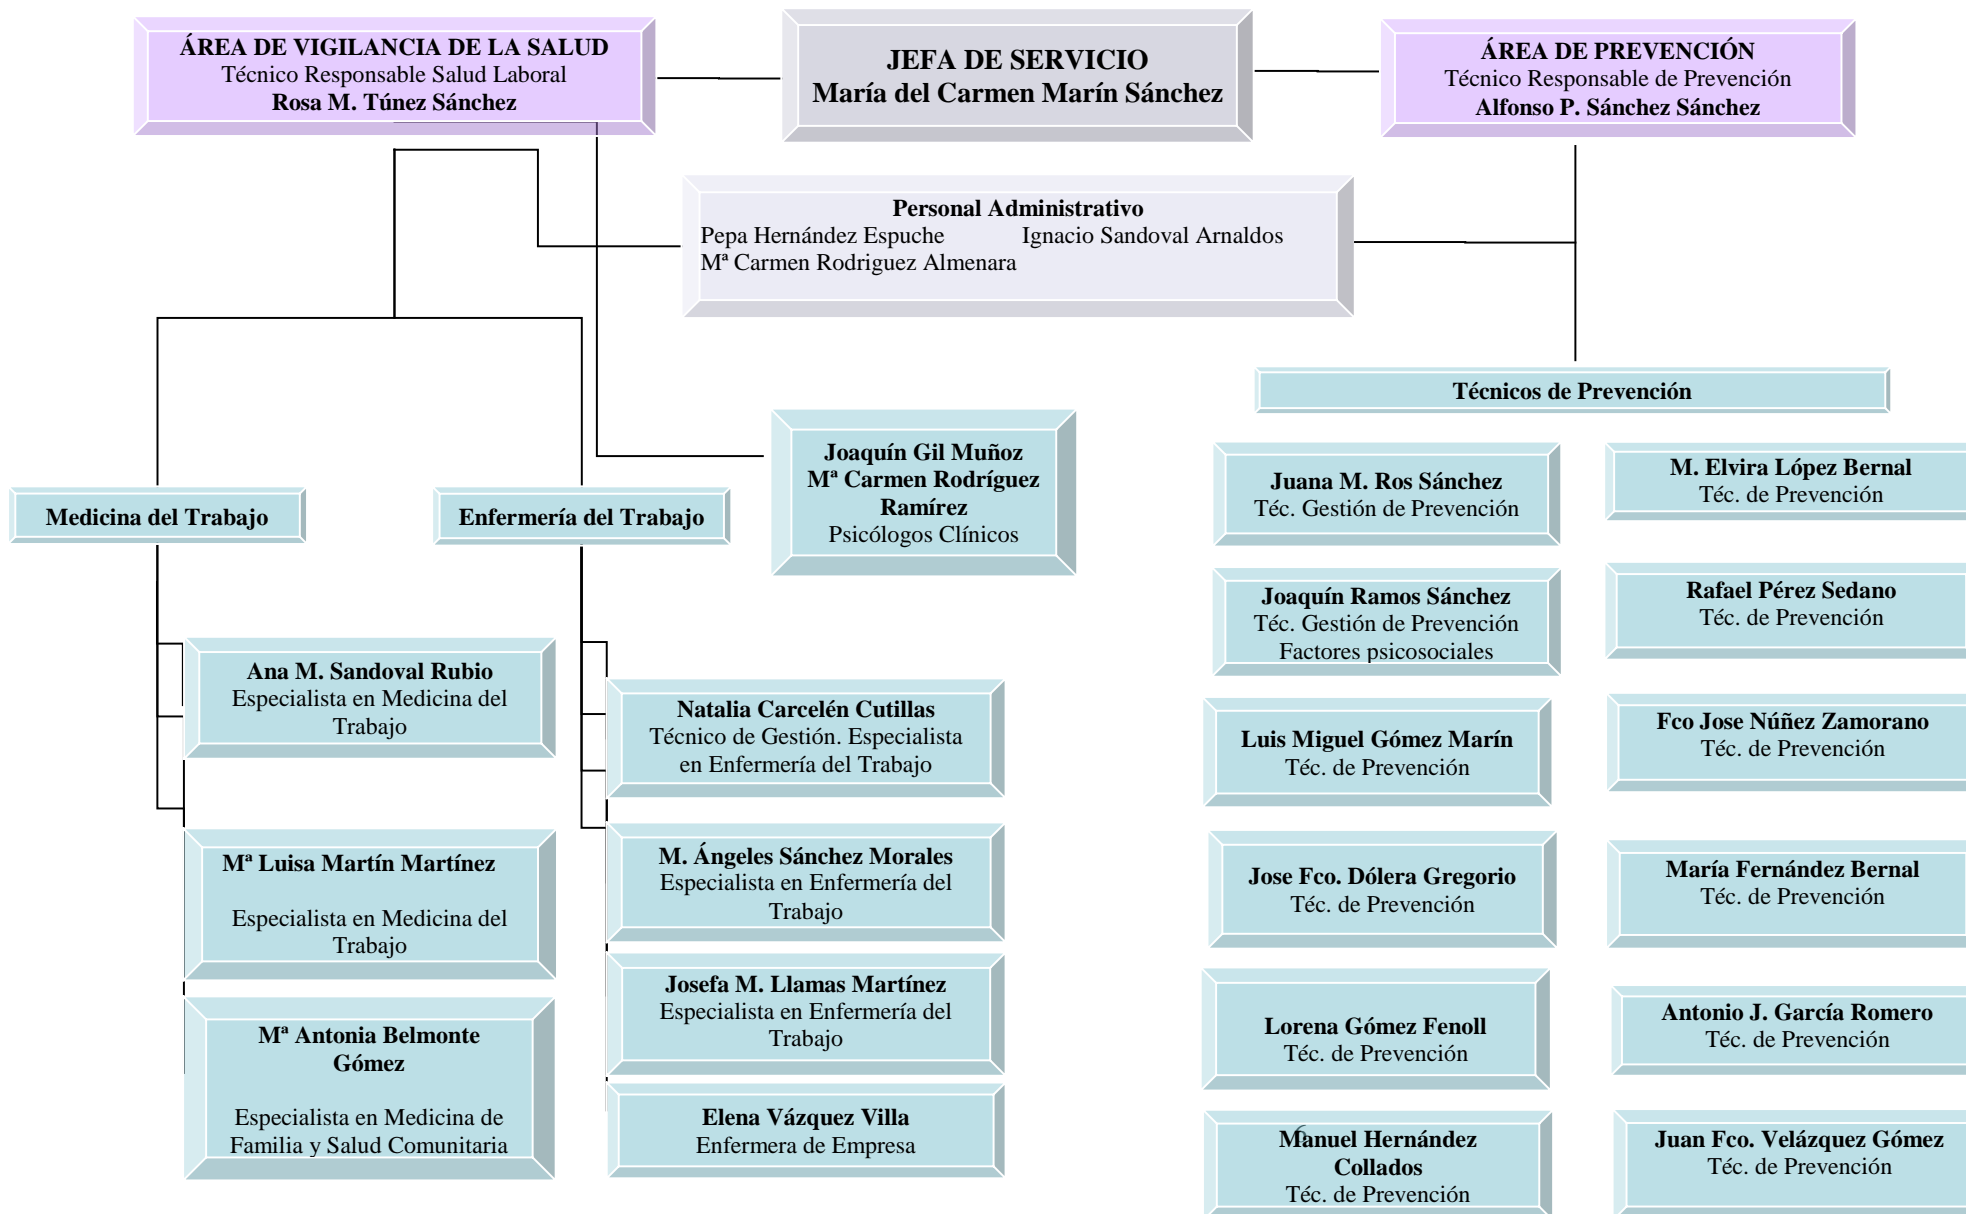 ÁREA DE VIGILANCIA DE LA SALUD
Técnico Responsable Salud Laboral
Rosa M. Túnez Sánchez
JEFA DE SERVICIO
María del Carmen Marín Sánchez
ÁREA DE PREVENCIÓN
Técnico Responsable de Prevención
Alfonso P. Sánchez Sánchez
Personal Administrativo
Pepa Hernández Espuche Ignacio Sandoval Arnaldos
Mª Carmen Rodriguez Almenara
Medicina del Trabajo
Ana M. Sandoval Rubio
Especialista en Medicina del
Trabajo
Mª Luisa Martín Martínez
Especialista en Medicina del
Trabajo
Mª Antonia Belmonte
Gómez
Especialista en Medicina de
Familia y Salud Comunitaria
Enfermería del Trabajo
Natalia Carcelén Cutillas
Técnico de Gestión. Especialista
en Enfermería del Trabajo
M. Ángeles Sánchez Morales
Especialista en Enfermería del
Trabajo
Josefa M. Llamas Martínez
Especialista en Enfermería del
Trabajo
Elena Vázquez Villa
Enfermera de Empresa
Joaquín Gil Muñoz
Mª Carmen Rodríguez
Ramírez
Psicólogos Clínicos
Técnicos de Prevención
Juana M. Ros Sánchez
Téc. Gestión de Prevención
Joaquín Ramos Sánchez
Téc. Gestión de Prevención
Factores psicosociales
Luis Miguel Gómez Marín
Téc. de Prevención
Jose Fco. Dólera Gregorio
Téc. de Prevención
Lorena Gómez Fenoll
Téc. de Prevención
Manuel Hernández
Collados
Téc. de Prevención
M. Elvira López Bernal
Téc. de Prevención
Rafael Pérez Sedano
Téc. de Prevención
Fco Jose Núñez Zamorano
Téc. de Prevención
María Fernández Bernal
Téc. de Prevención
Antonio J. García Romero
Téc. de Prevención
Juan Fco. Velázquez Gómez
Téc. de Prevención